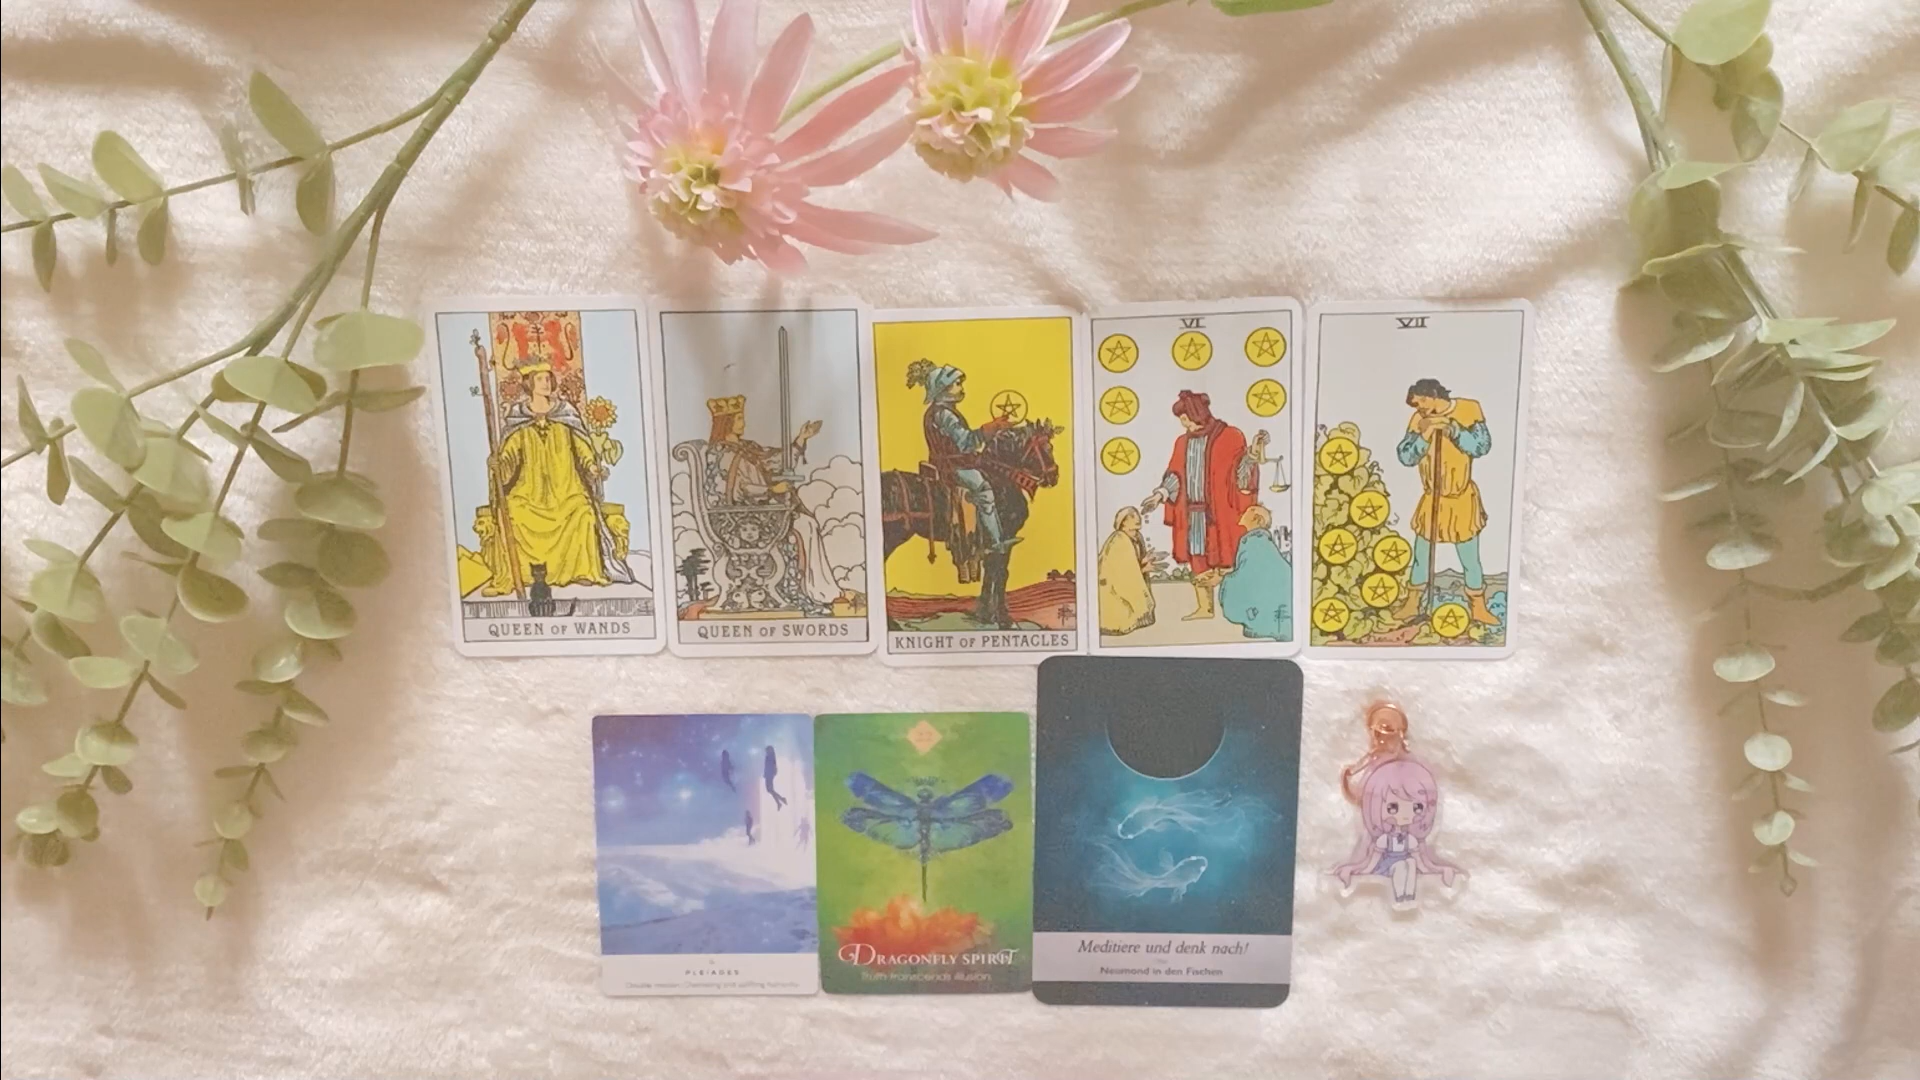 VI
VII
QUEEN OF WANDS
QUEEN OF SWORDS
KNIGHT OF PENTACLES
22
DRAGONFLY SPIRIT
Truth transcends illusion.
PLEIADES
Meditiere und denk nach!
Neumond in den Fischen